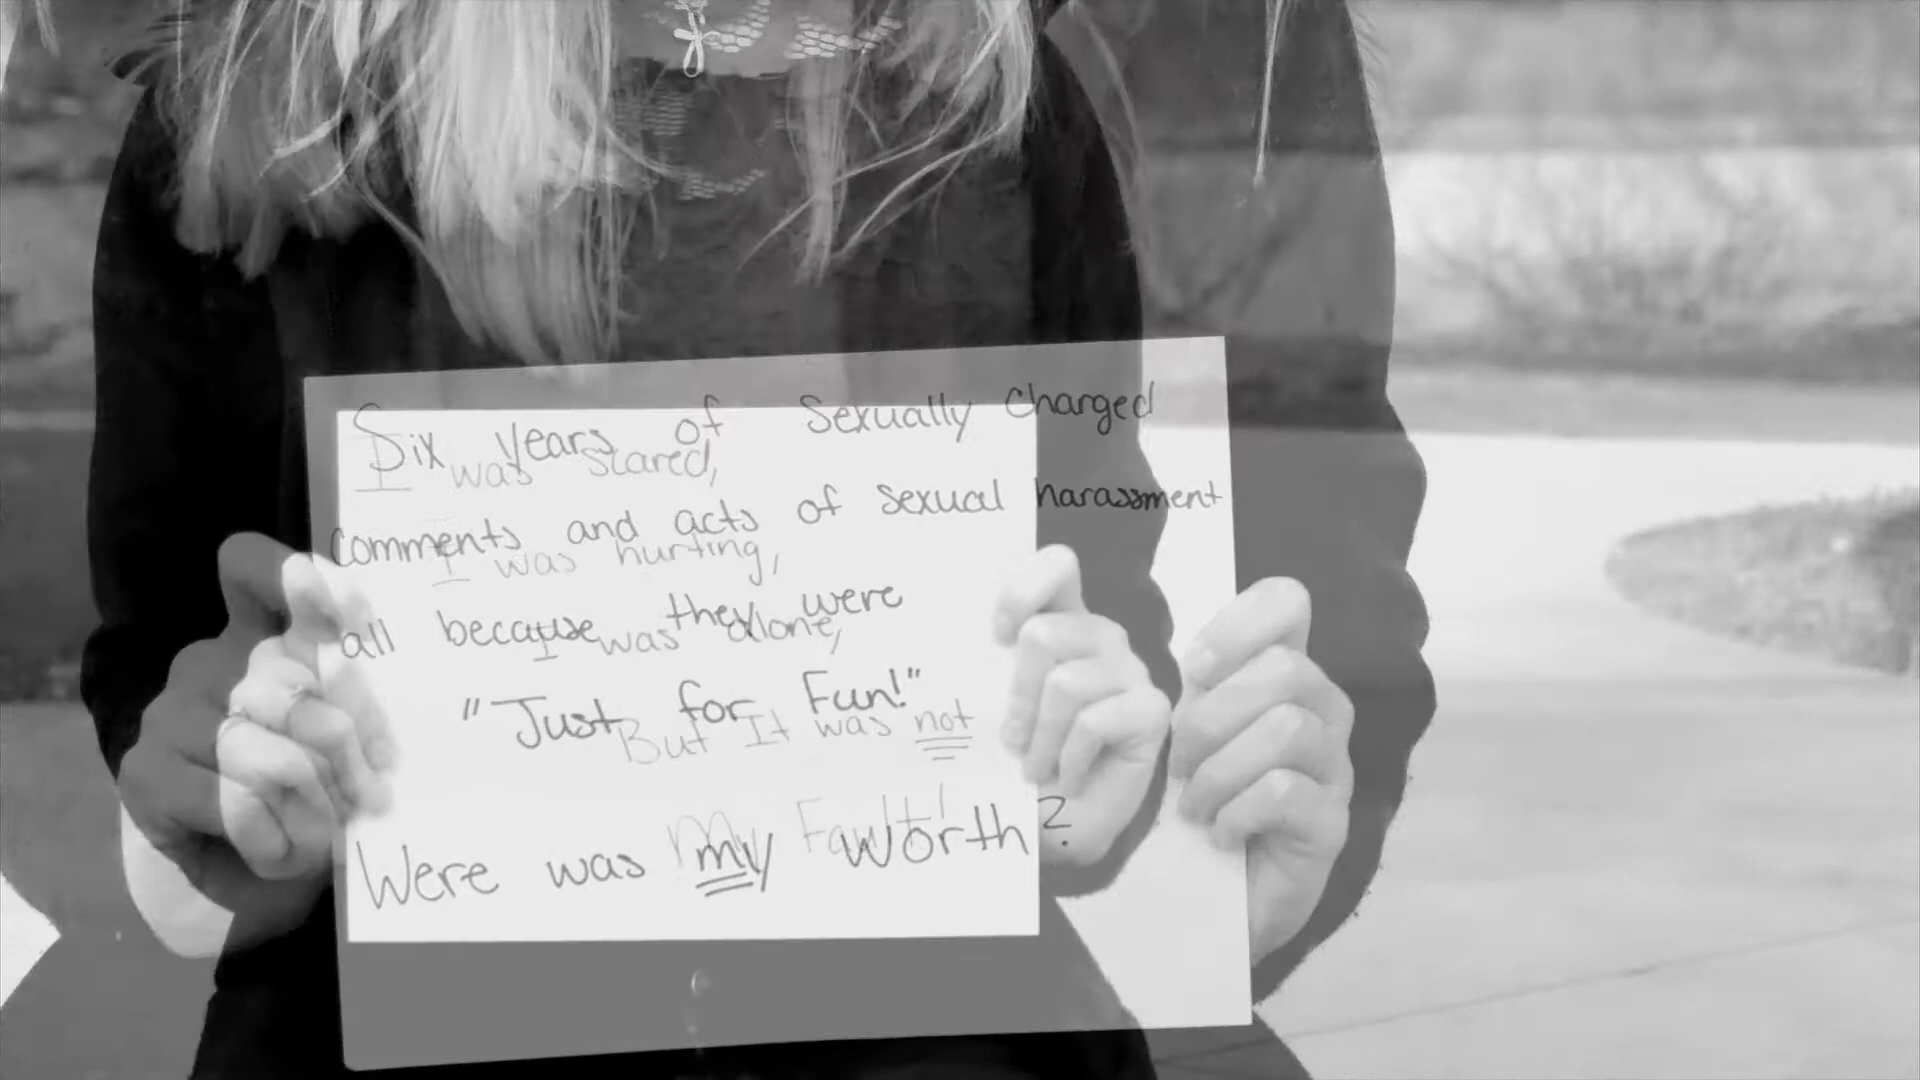 Six years of Sexually Charged
comments and acts of sexual harassment
all because they were
"Just for Fun!"
Were was my worth?
I was scared,
I was hurting,
I was alone,
But It was not
My Fault!